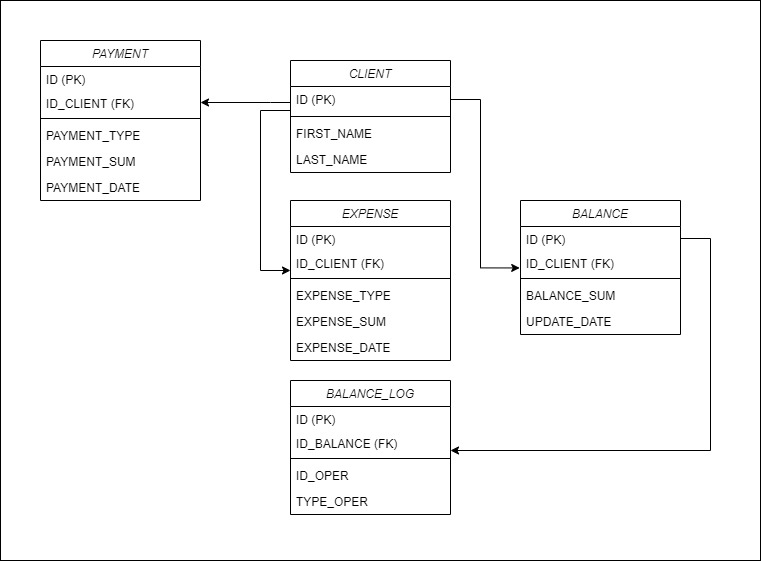 PAYMENT
ID (PK)
ID_CLIENT (FK)
PAYMENT_TYPE
PAYMENT_SUM
PAYMENT_DATE
CLIENT
ID (PK)
FIRST_NAME
LAST_NAME
EXPENSE
ID (PK)
ID_CLIENT (FK)
EXPENSE_TYPE
EXPENSE_SUM
EXPENSE_DATE
BALANCE
ID (PK)
ID_CLIENT (FK)
BALANCE_SUM
UPDATE_DATE
BALANCE_LOG
ID (PK)
ID_BALANCE (FK)
ID_OPER
TYPE_OPER